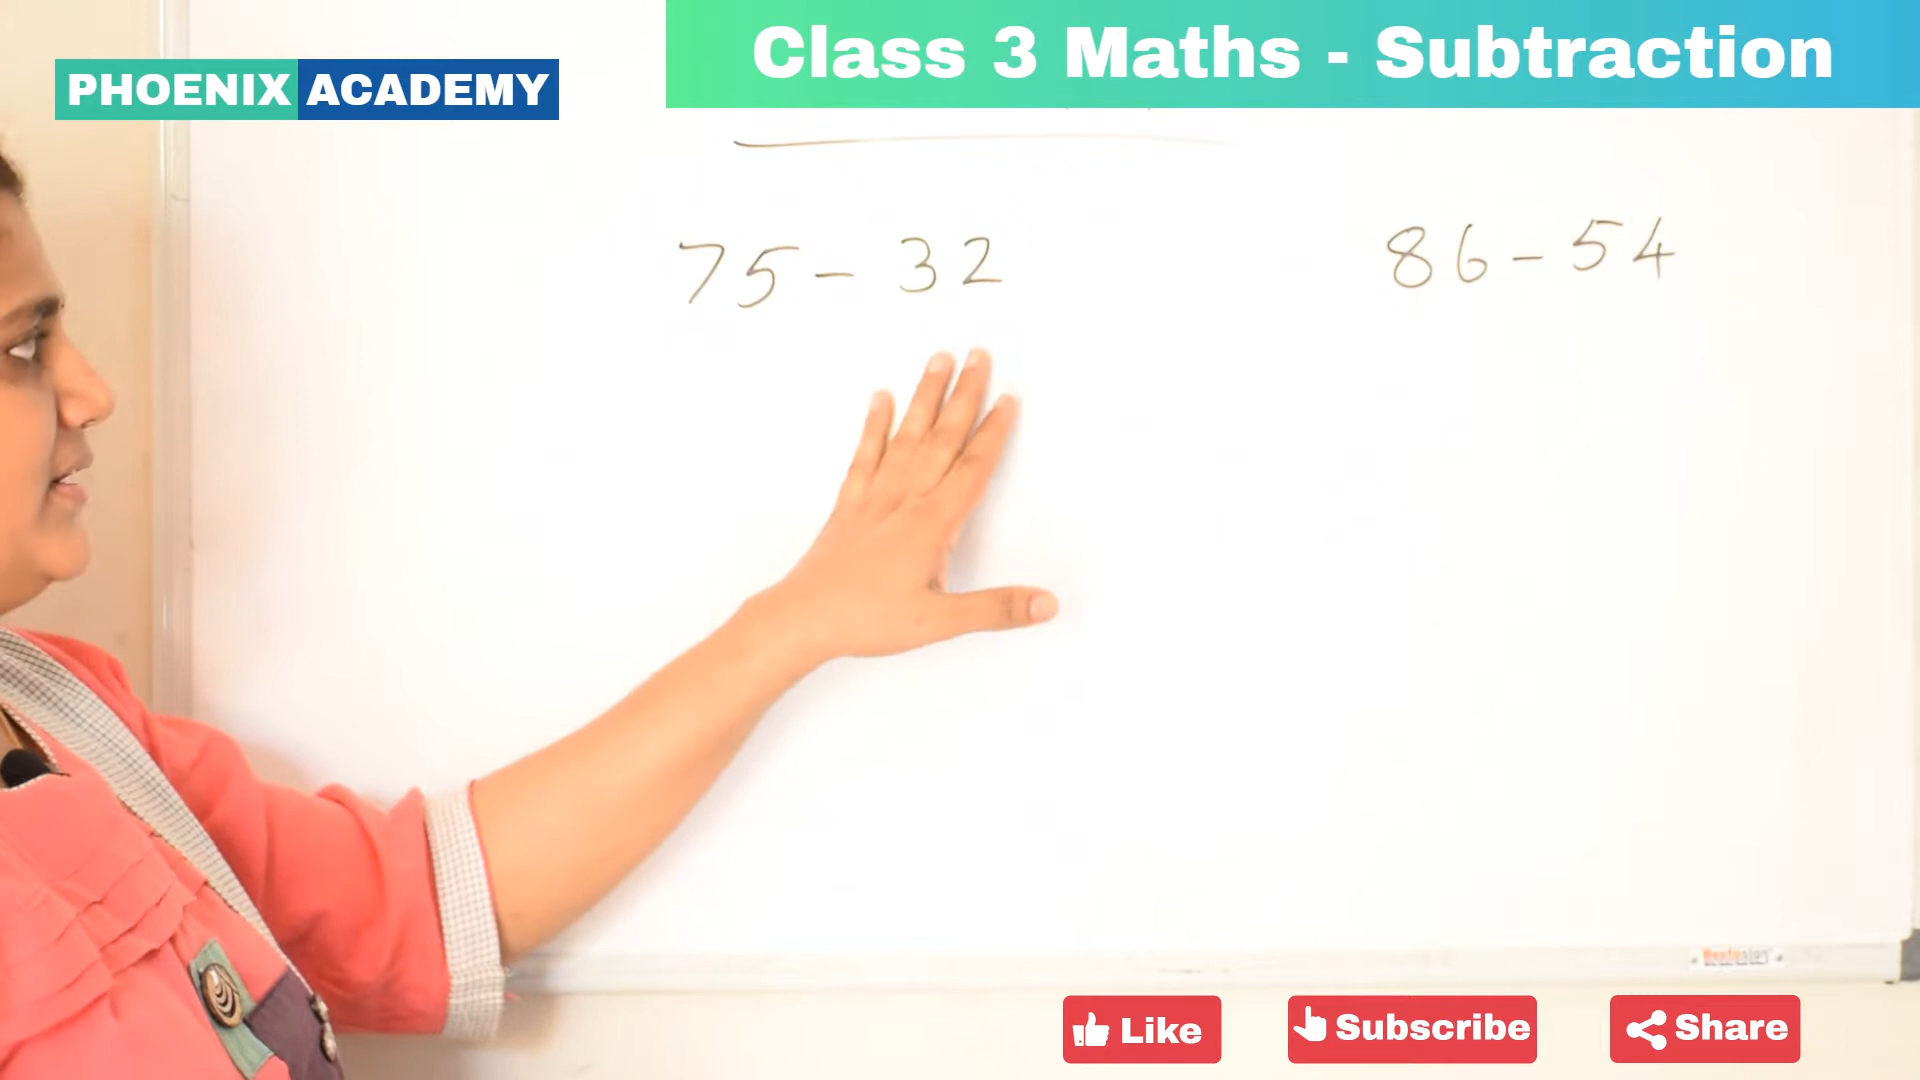 Class 3 Maths - Subtraction
PHOENIX ACADEMY
75 - 32
86 - 54
Like
Subscribe
Share